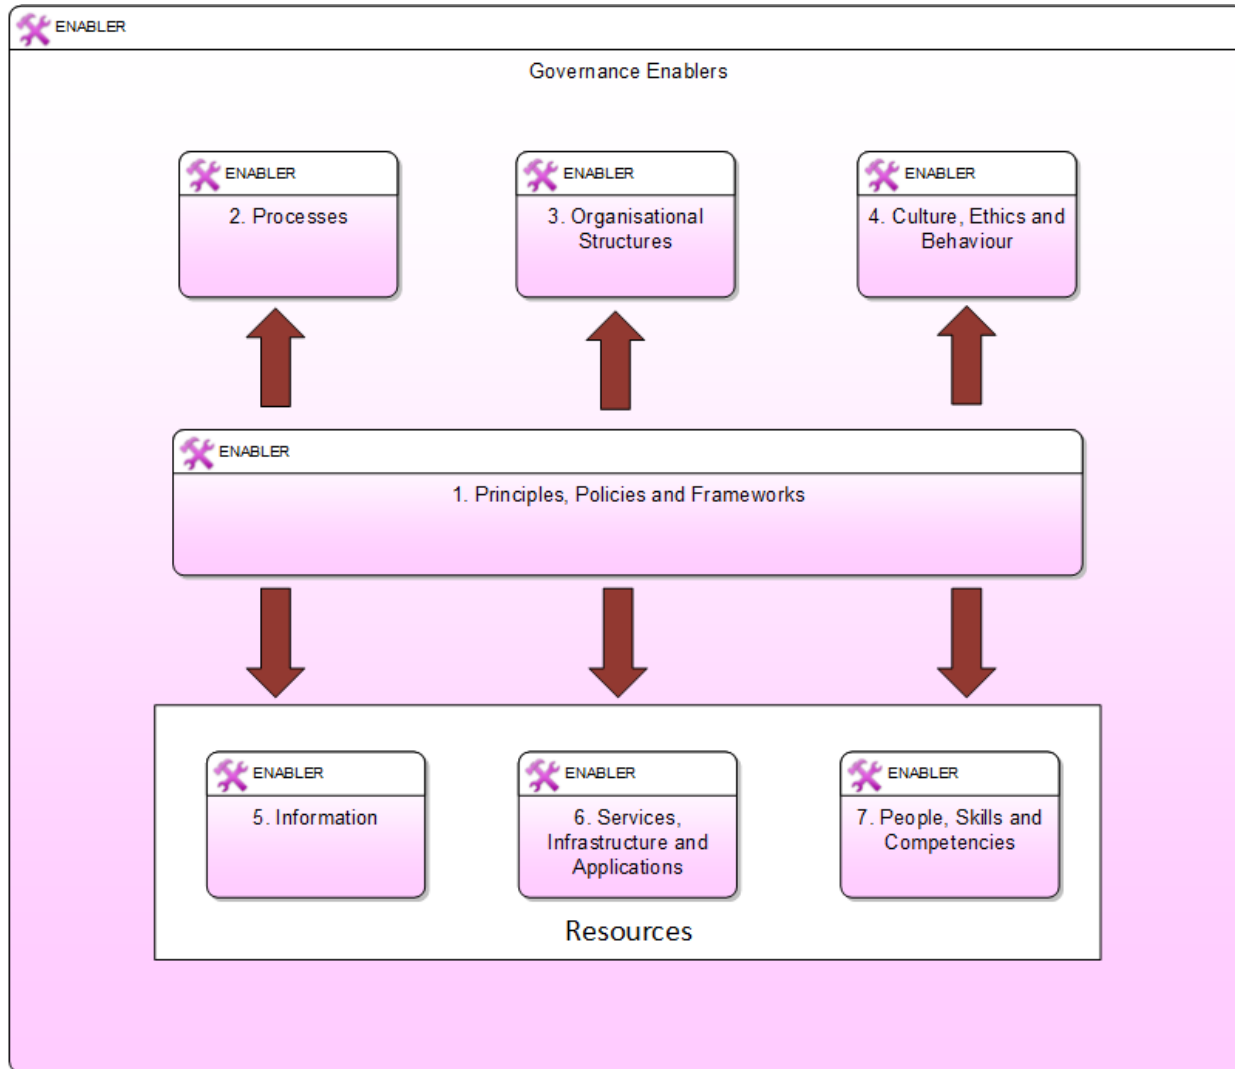 ENABLER
Governance Enablers
ENABLER
2. Processes
ENABLER
3. Organisational
Structures
ENABLER
4. Culture, Ethics and
Behaviour
ENABLER
1. Principles, Policies and Frameworks
ENABLER
5. Information
ENABLER
6. Services,
Infrastructure and
Applications
ENABLER
7. People, Skills and
Competencies
Resources